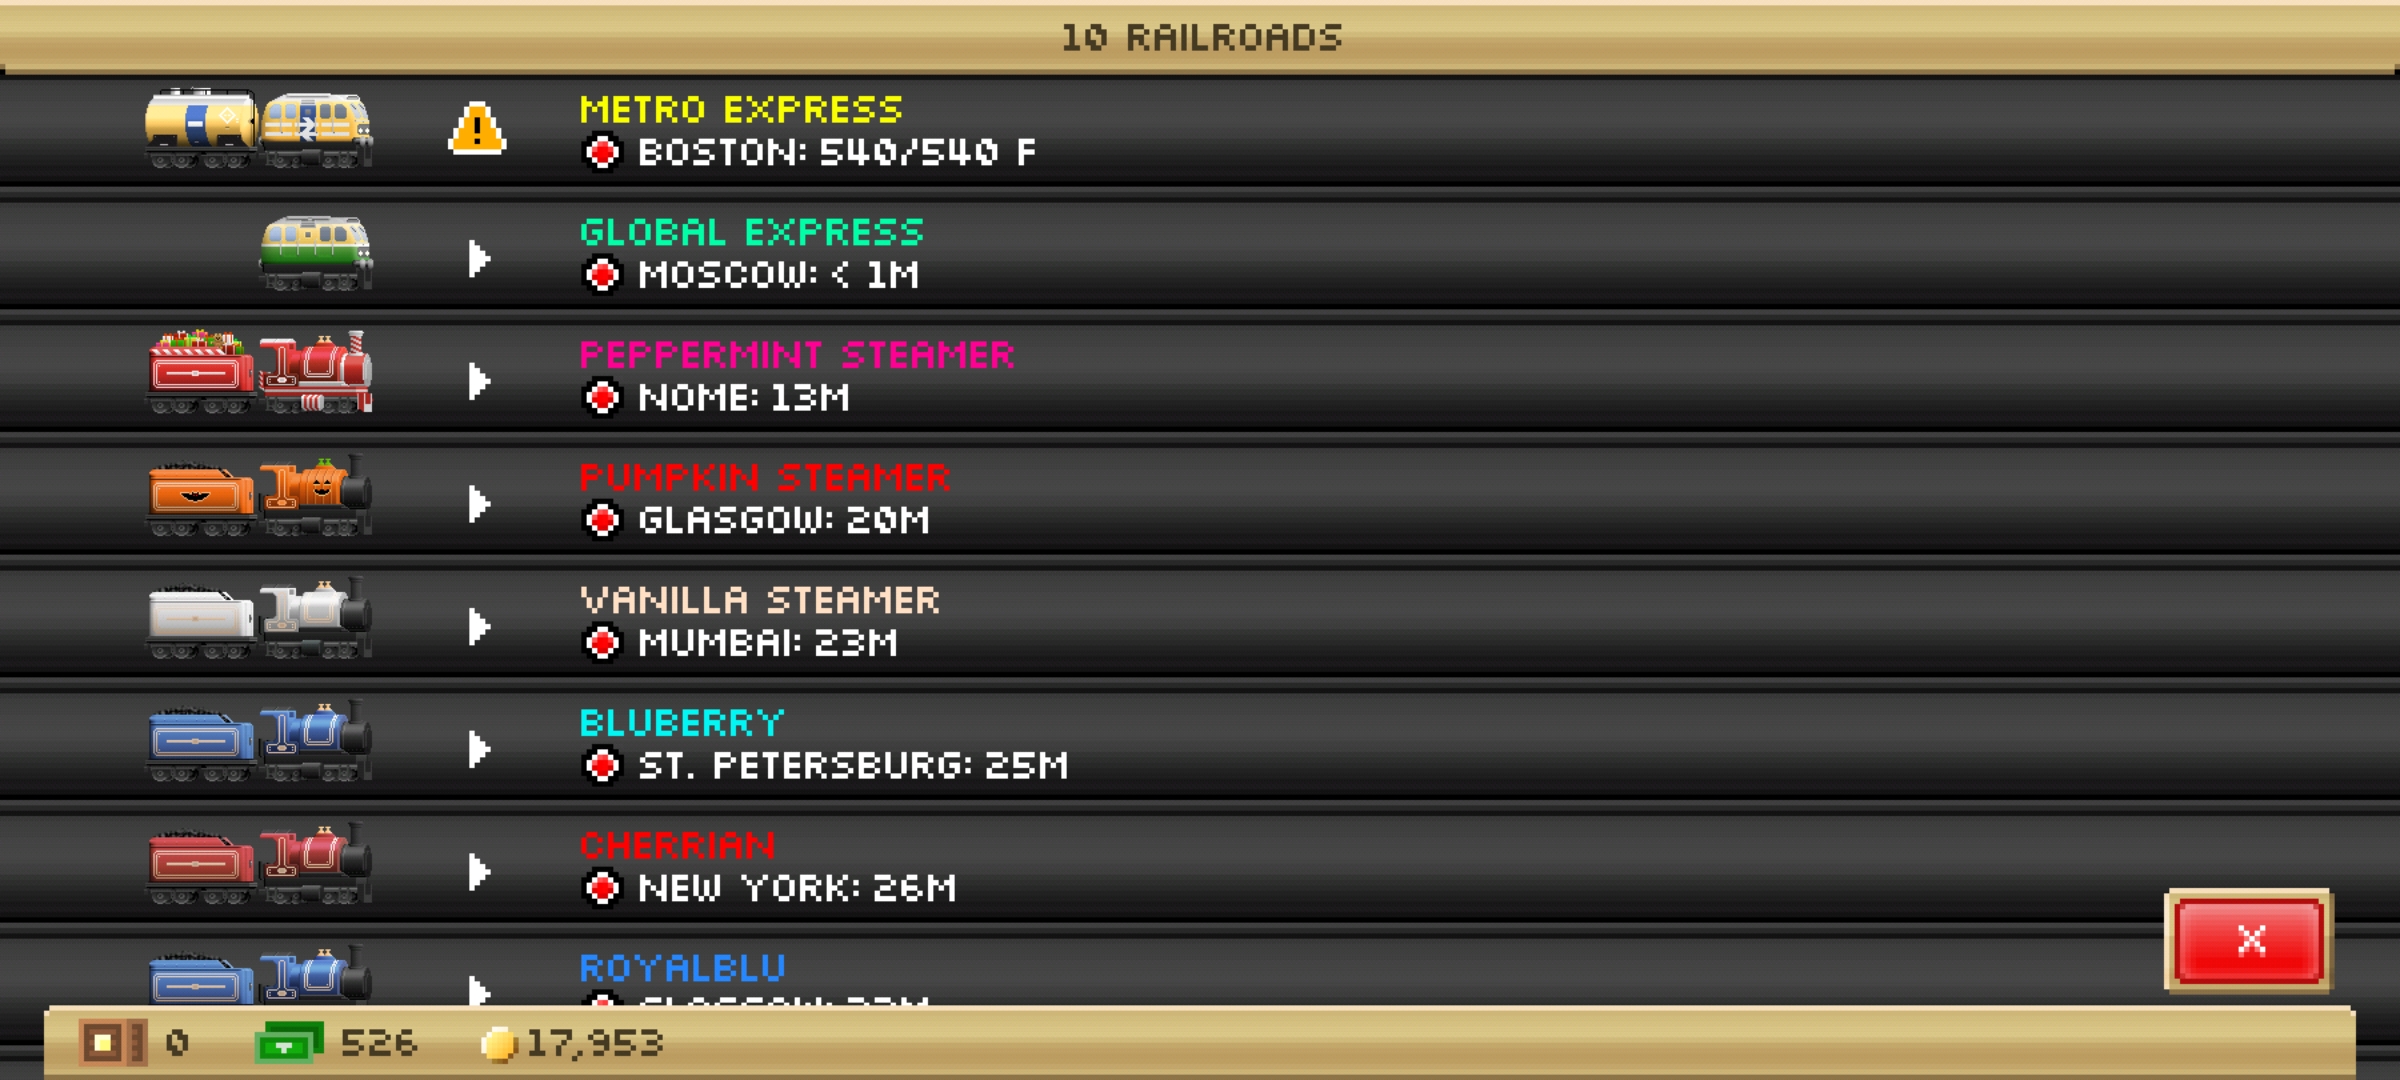 10 RAILROADS
METRO EXPRESS
BOSTON: 540/540 F
GLOBAL EXPRESS
MOSCOW: < 1M
PEPPERMINT STEAMER
NOME: 13M
PUMPKIN STEAMER
GLASGOW: 20M
VANILLA STEAMER
MUMBAI: 23M
BLUBERRY
ST. PETERSBURG: 25M
CHERRIAN
NEW YORK: 26M
ROYALBLU
X
0 526 17,953